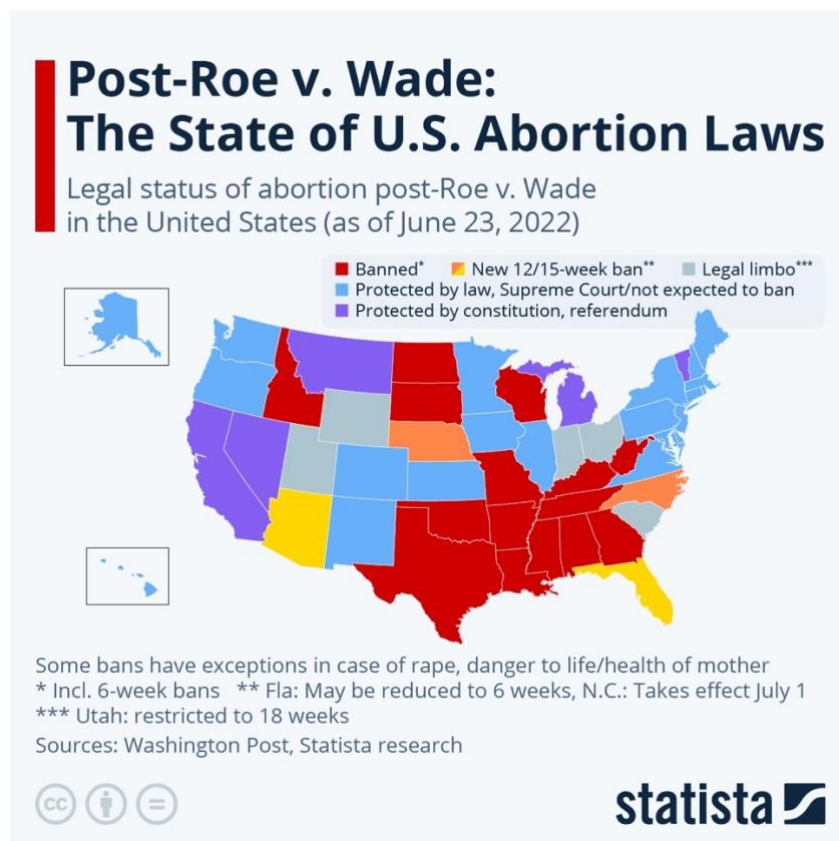 Post-Roe v. Wade:
The State of U.S. Abortion Laws
Legal status of abortion post-Roe v. Wade
in the United States (as of June 23, 2022)
Banned* New 12/15-week ban** Legal limbo***
Protected by law, Supreme Court/not expected to ban
Protected by constitution, referendum
Some bans have exceptions in case of rape, danger to life/health of mother
* Incl. 6-week bans ** Fla: May be reduced to 6 weeks, N.C.: Takes effect July 1
*** Utah: restricted to 18 weeks
Sources: Washington Post, Statista research
cc
statista